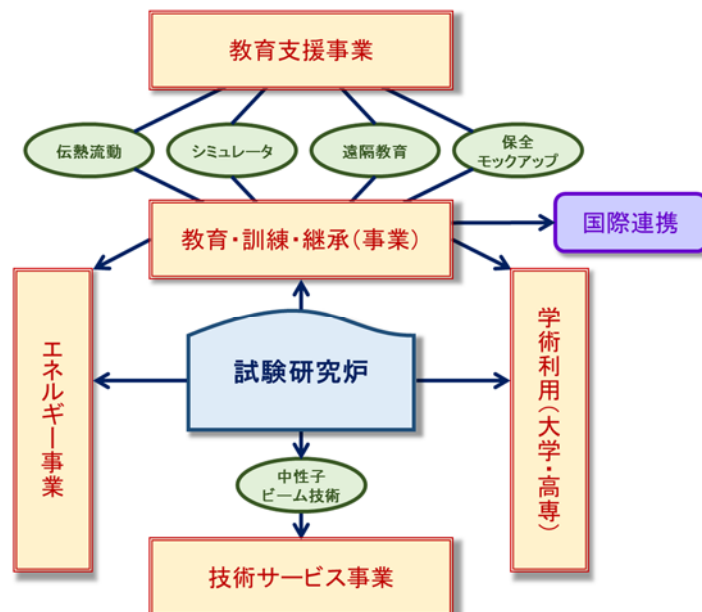 教育支援事業
伝熱流動
シミュレータ
遠隔教育
保全
モックアップ
教育・訓練・継承(事業)
国際連携
エネルギー事業
試験研究炉
学術利用(大学・高専)
中性子
ビーム技術
技術サービス事業